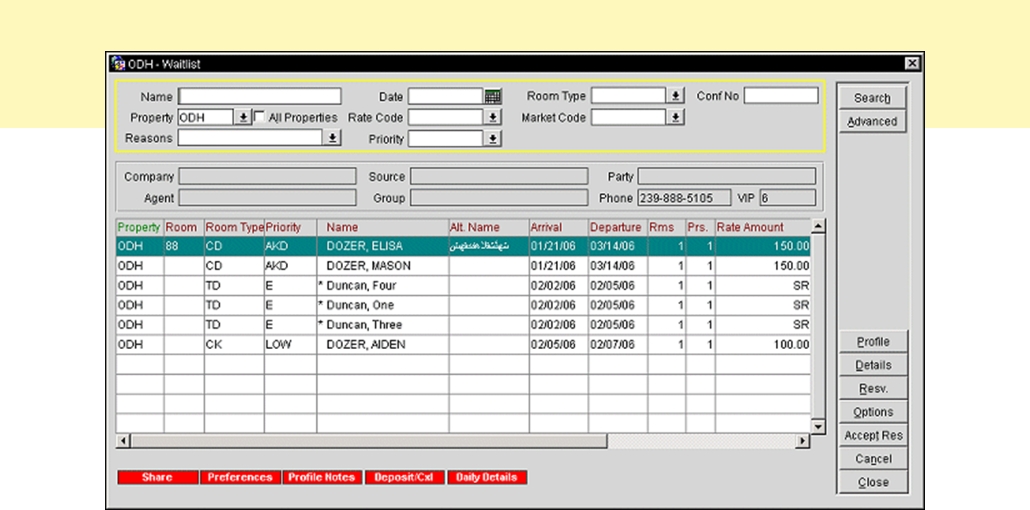 ODH - Waitlist
Name Date Room Type Conf No
Property ODH All Properties Rate Code Market Code
Reasons Priority
Company Source Party
Agent Group Phone 239-888-5105 VIP 6
Property Room Room Type Priority Name Alt. Name Arrival Departure Rms Prs. Rate Amount
ODH 88 CD AKD DOZER, ELISA 01/21/06 03/14/06 1 1 150.00
ODH CD AKD DOZER, MASON 01/21/06 03/14/06 1 1 150.00
ODH TD E * Duncan, Four 02/02/06 02/05/06 1 1 SR
ODH TD E * Duncan, One 02/02/06 02/05/06 1 1 SR
ODH TD E * Duncan, Three 02/02/06 02/05/06 1 1 SR
ODH CK LOW DOZER, AIDEN 02/05/06 02/07/06 1 1 100.00
Share Preferences Profile Notes Deposit/Cxl Daily Details
Search
Advanced
Profile
Details
Resv.
Options
Accept Res
Cancel
Close